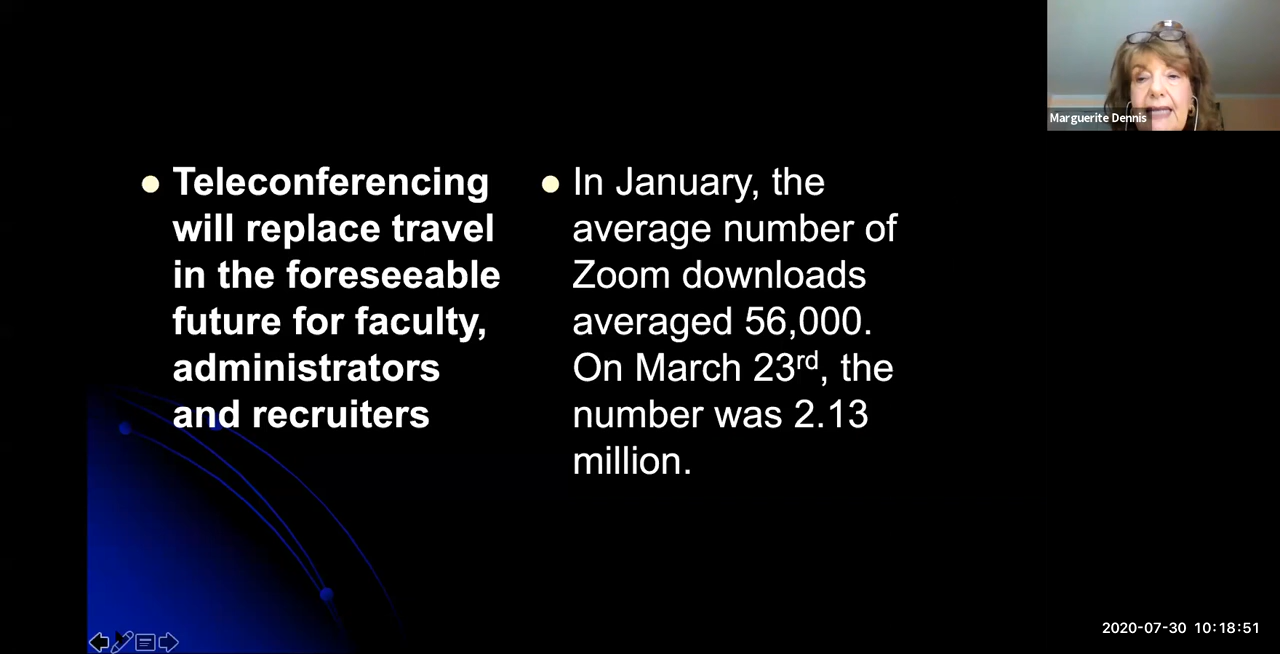 Marguerite Dennis
Teleconferencing
will replace travel
in the foreseeable
future for faculty,
administrators
and recruiters
In January, the
average number of
Zoom downloads
averaged 56,000.
On March 23rd, the
number was 2.13
million.
2020-07-30 10:18:51